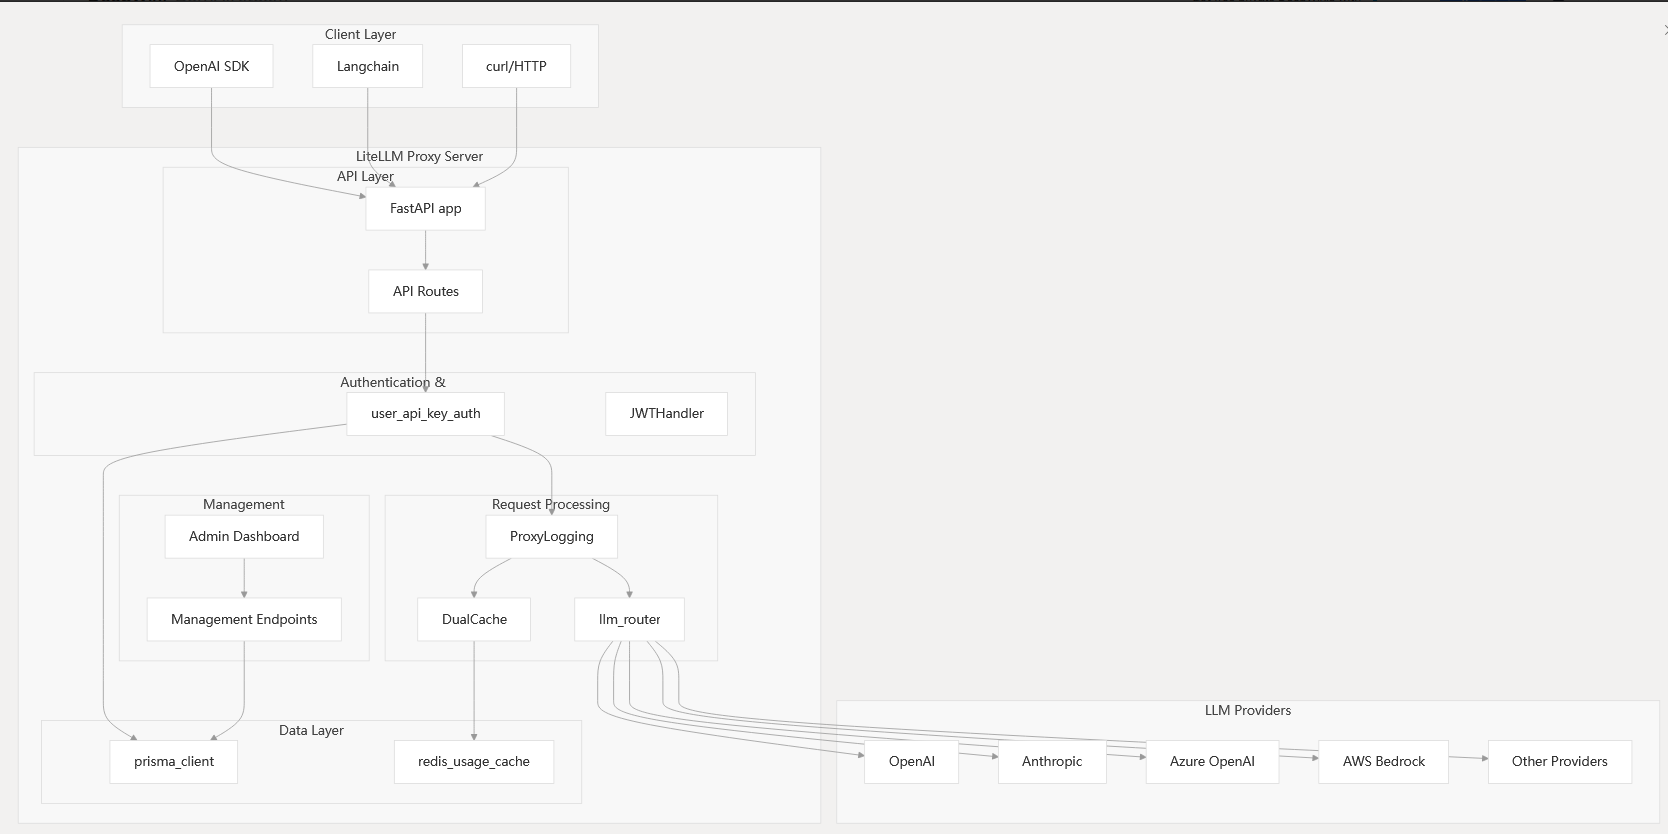 Client Layer
OpenAI SDK
Langchain
curl/HTTP
LiteLLM Proxy Server
API Layer
FastAPI app
API Routes
Authentication &
user_api_key_auth
JWTHandler
Management
Admin Dashboard
Management Endpoints
Request Processing
ProxyLogging
DualCache
llm_router
Data Layer
prisma_client
redis_usage_cache
LLM Providers
OpenAI
Anthropic
Azure OpenAI
AWS Bedrock
Other Providers